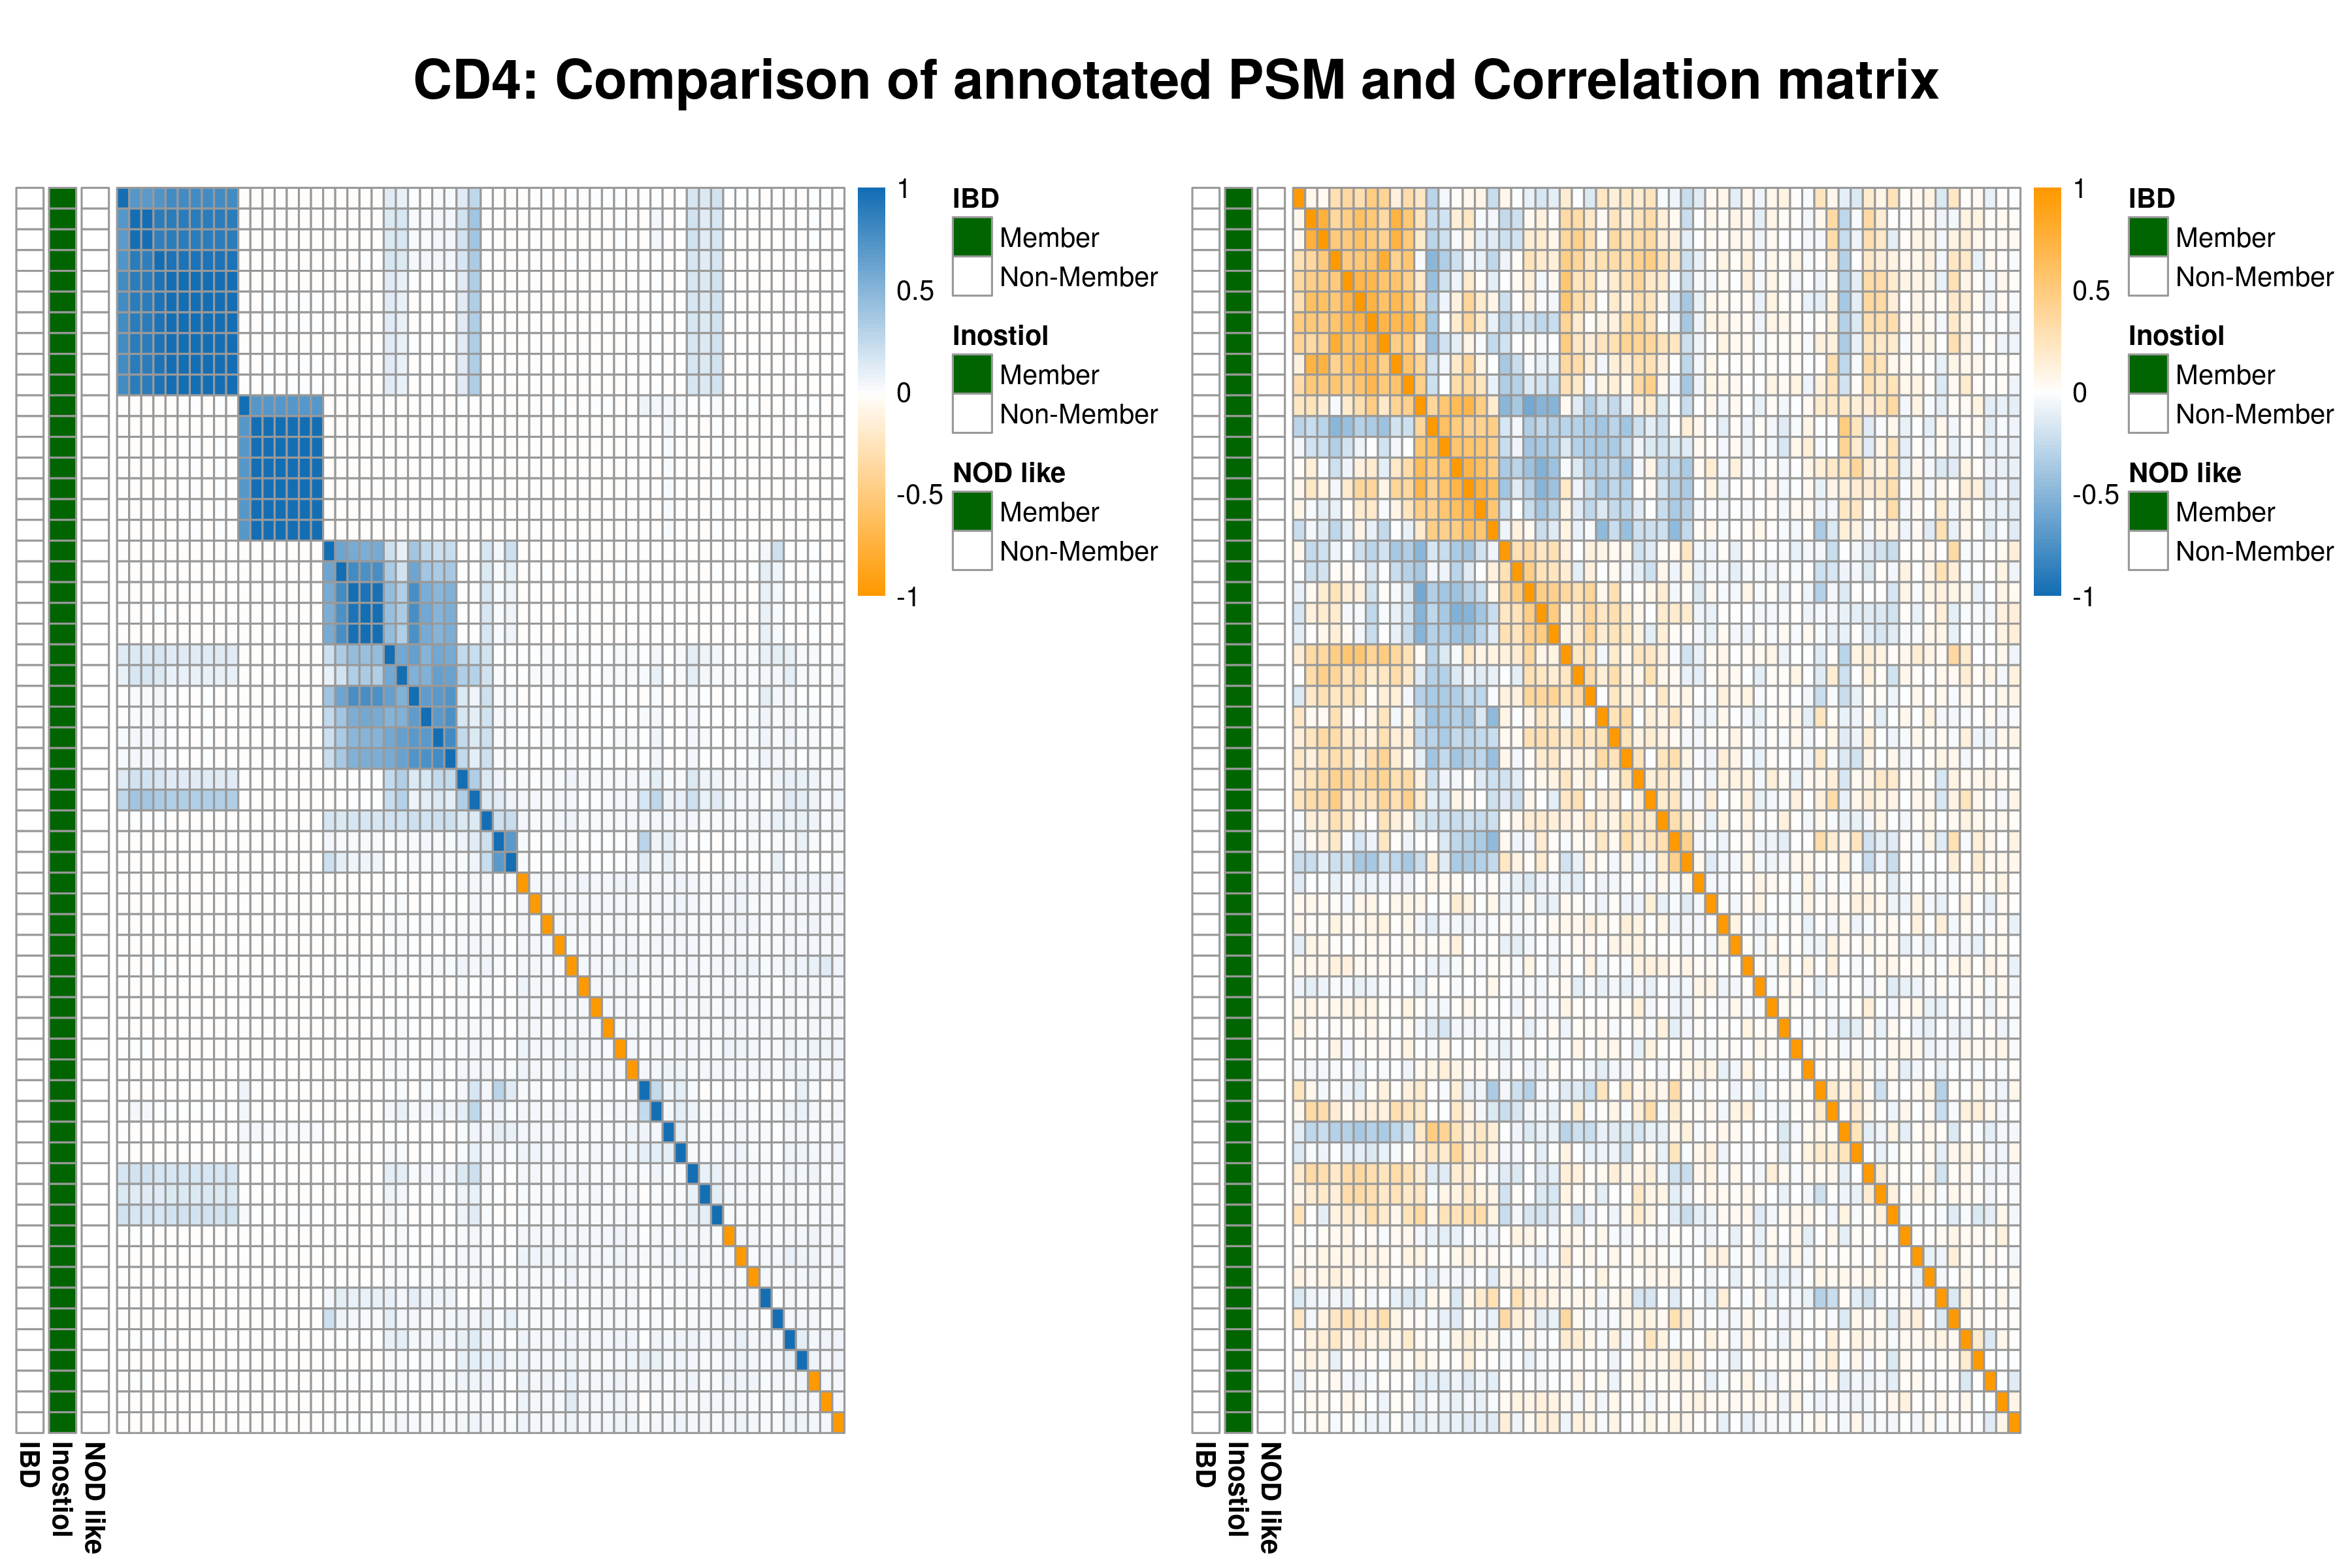 CD4: Comparison of annotated PSM and Correlation matrix
1
0.5
0
-0.5
-1
IBD
Member
Non-Member
Inostiol
Member
Non-Member
NOD like
Member
Non-Member
IBD
Inostiol
NOD like
1
0.5
0
-0.5
-1
IBD
Member
Non-Member
Inostiol
Member
Non-Member
NOD like
Member
Non-Member
IBD
Inostiol
NOD like